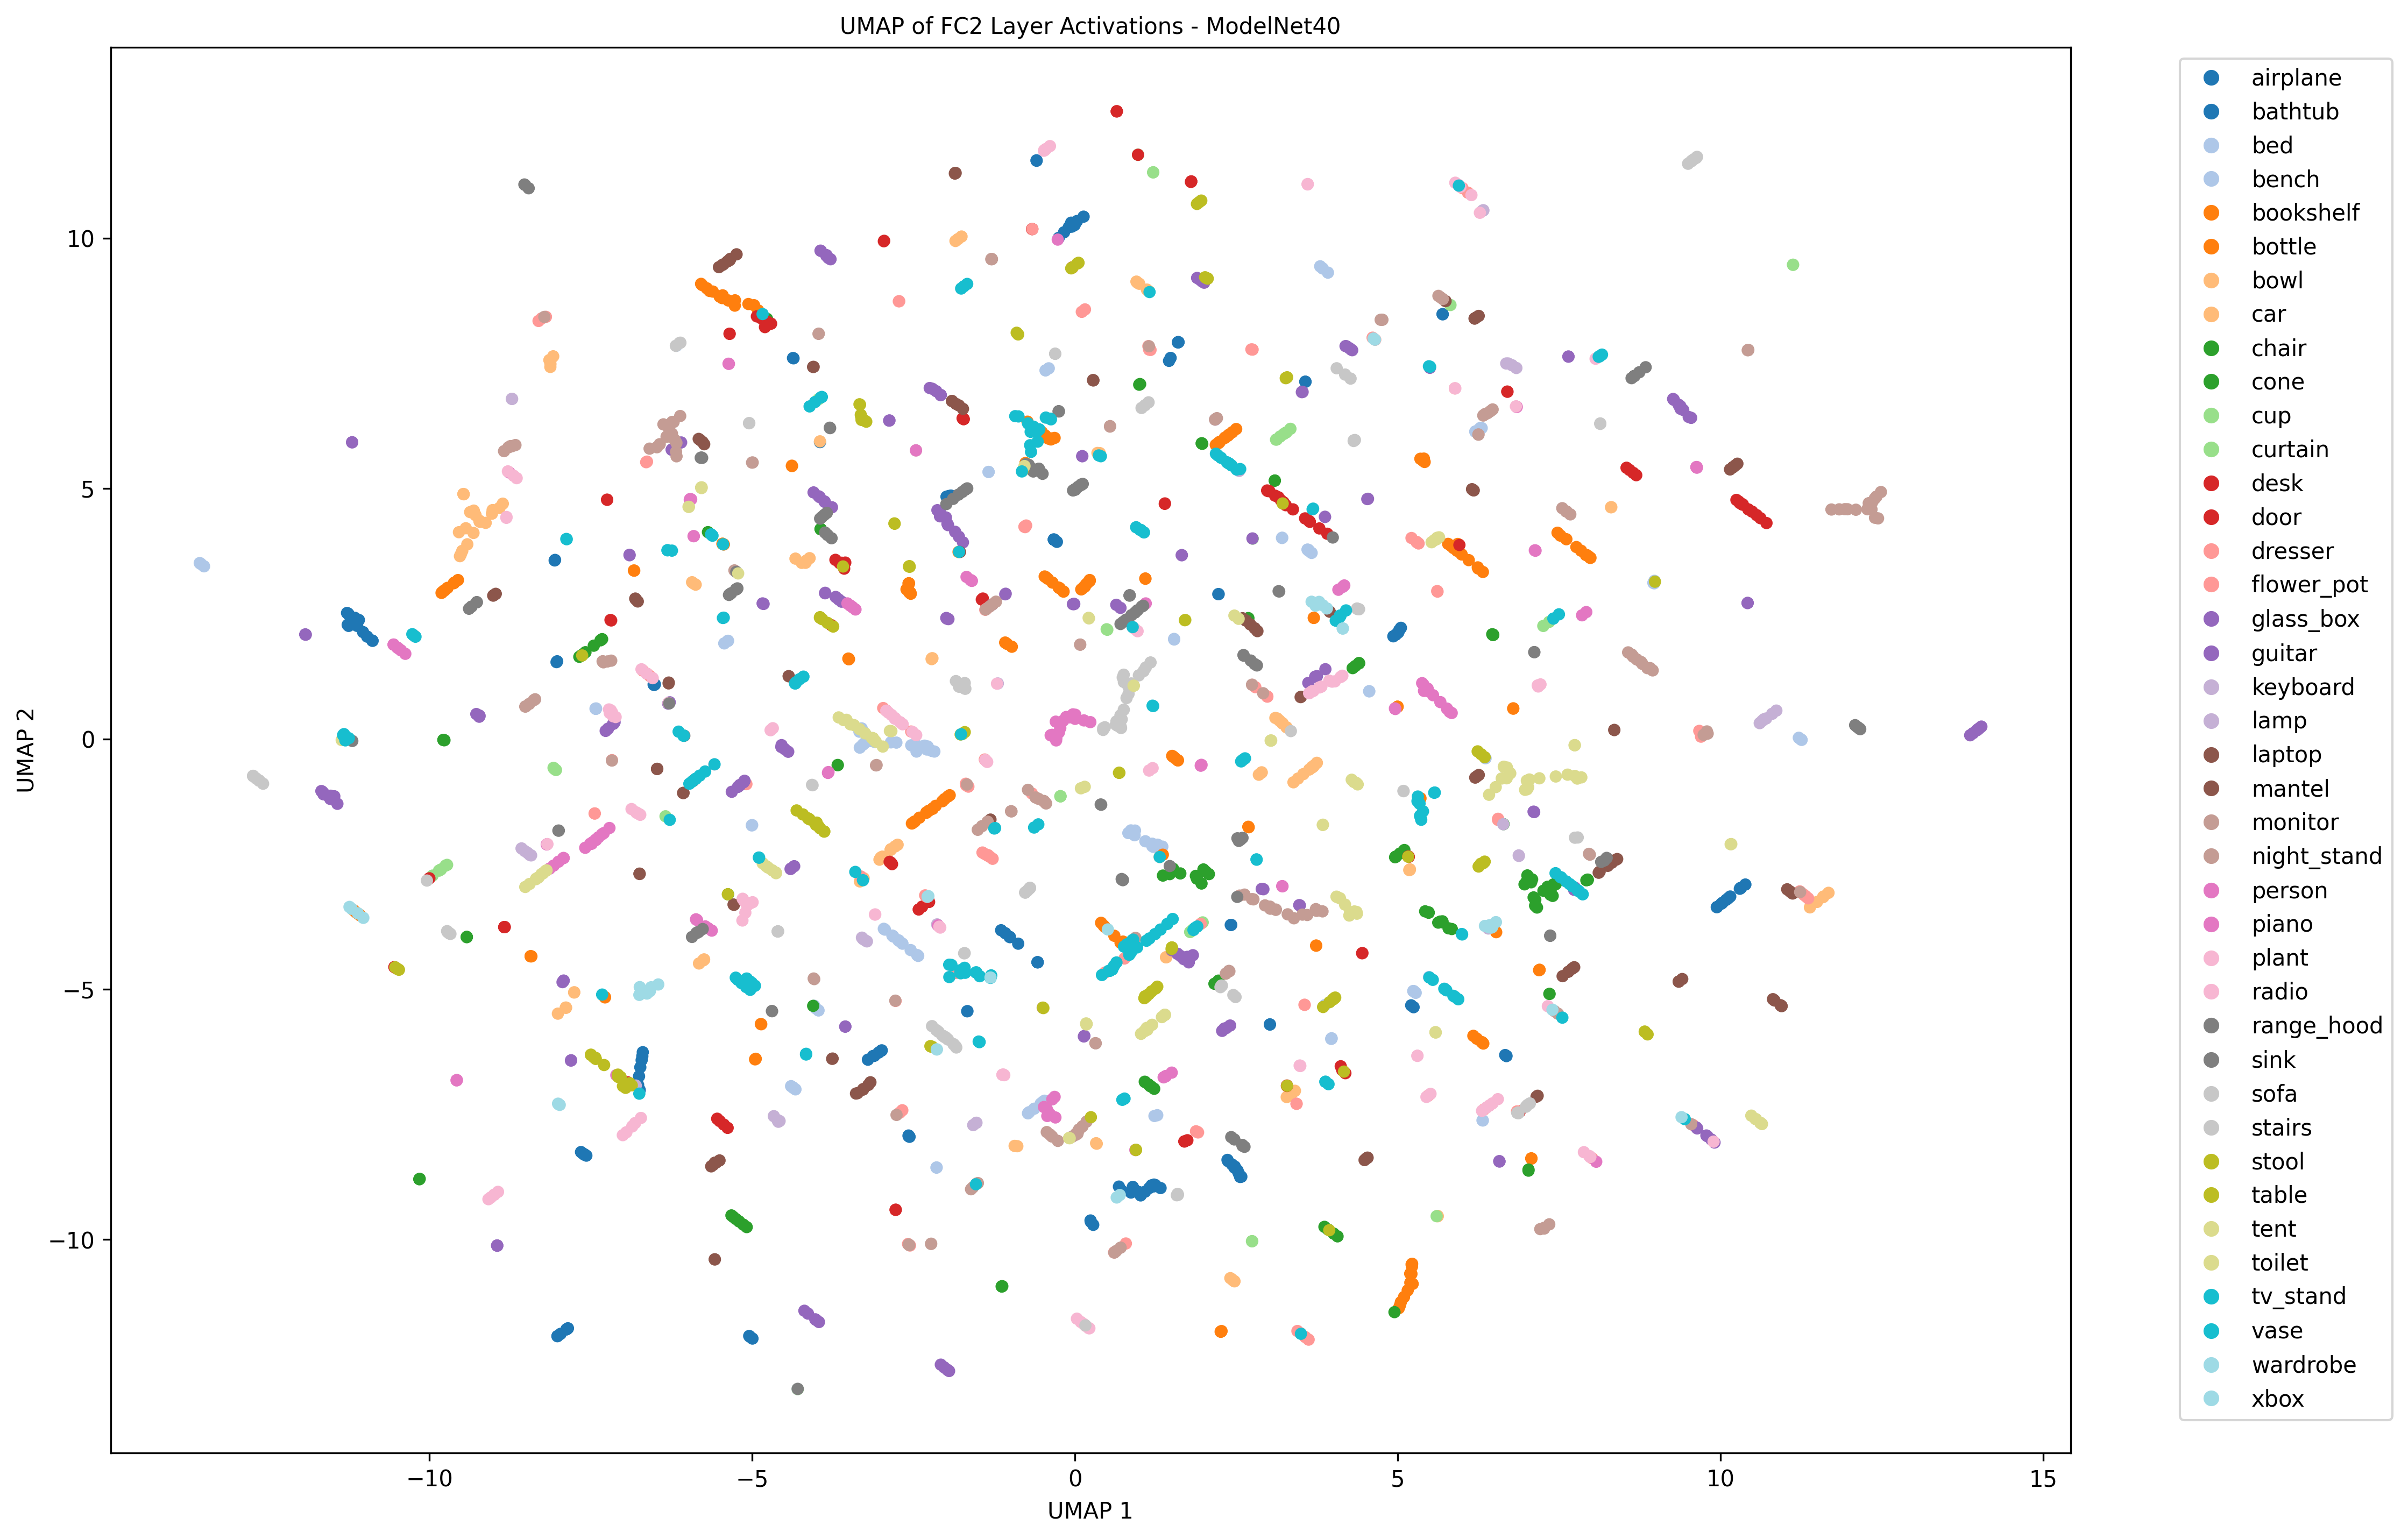 UMAP of FC2 Layer Activations - ModelNet40
UMAP 2
10
5
0
−5
−10
−10
−5
0
5
10
15
UMAP 1
airplane
bathtub
bed
bench
bookshelf
bottle
bowl
car
chair
cone
cup
curtain
desk
door
dresser
flower_pot
glass_box
guitar
keyboard
lamp
laptop
mantel
monitor
night_stand
person
piano
plant
radio
range_hood
sink
sofa
stairs
stool
table
tent
toilet
tv_stand
vase
wardrobe
xbox